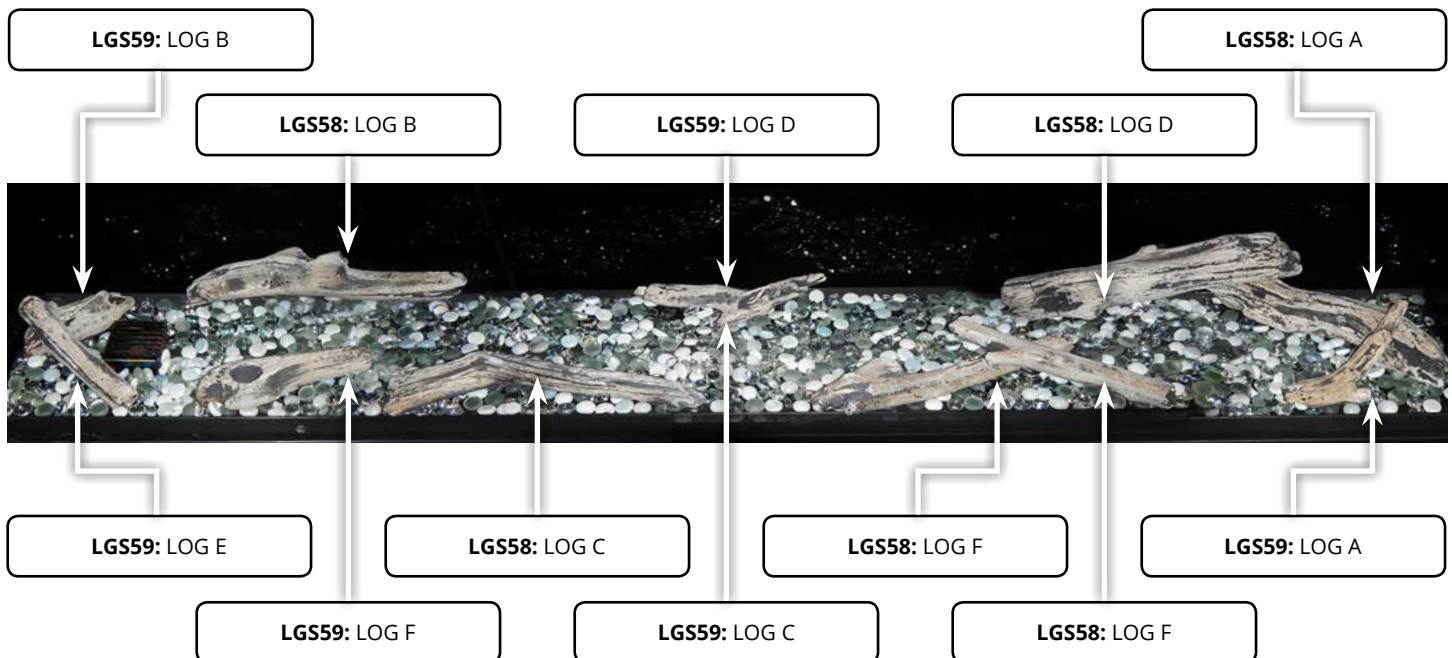 LGS59: LOG B
LGS58: LOG A
LGS58: LOG B
LGS59: LOG D
LGS58: LOG D
LGS59: LOG E
LGS58: LOG C
LGS58: LOG F
LGS59: LOG A
LGS59: LOG F
LGS59: LOG C
LGS58: LOG F